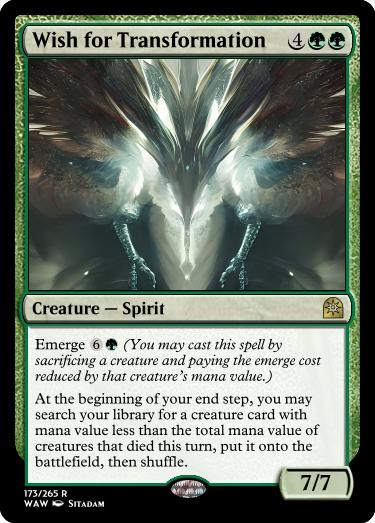 Wish for Transformation 4
Creature — Spirit
Emerge 6 (You may cast this spell by
sacrificing a creature and paying the emerge cost
reduced by that creature's mana value.)
At the beginning of your end step, you may
search your library for a creature card with
mana value less than the total mana value of
creatures that died this turn, put it onto the
battlefield, then shuffle.
7/7
173/265 R
WAW Sitadam